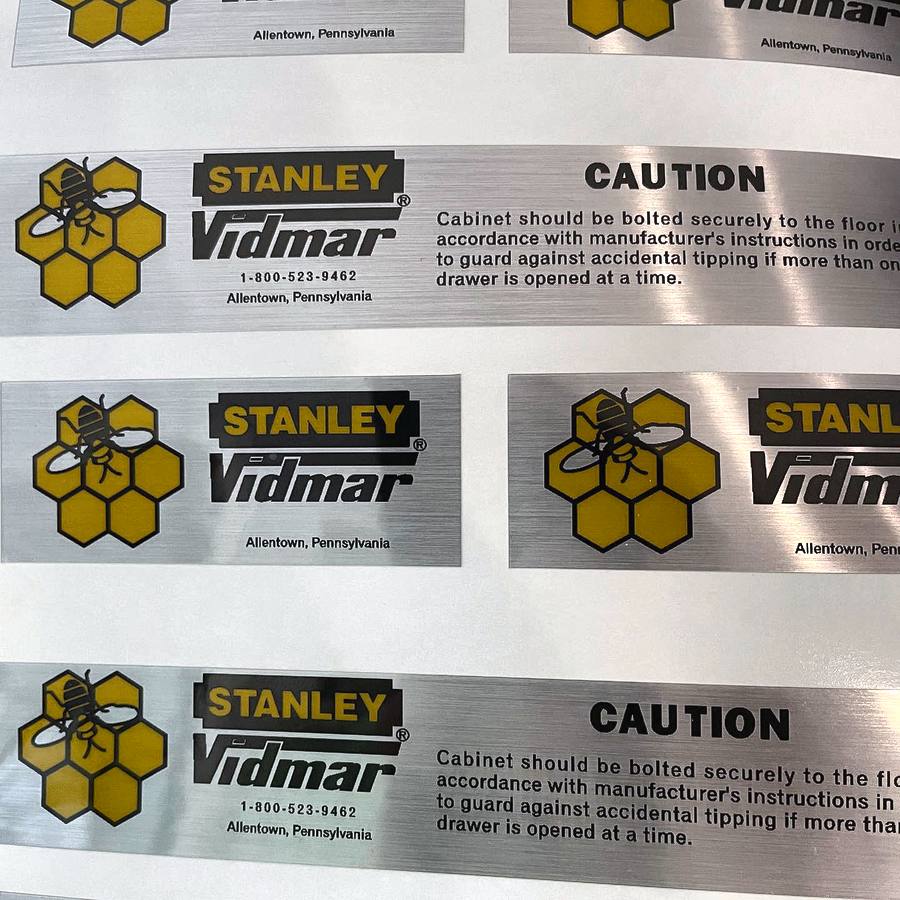 Allentown, Pennsylvania
Vidmar
Allentown, Pennsylvania
STANLEY
®
Vidmar
1-800-523-9462
Allentown, Pennsylvania
CAUTION
Cabinet should be bolted securely to the floor
accordance with manufacturer's instructions in
to guard against accidental tipping if more than
drawer is opened at a time.
STANLEY
®
Vidmar
Allentown, Pennsylvania
STANL
Vidm
Allentown, Penn
STANLEY
®
Vidmar
1-800-523-9462
Allentown, Pennsylvania
CAUTION
Cabinet should be bolted securely to the
accordance with manufacturer's instructions in
to guard against accidental tipping if more
drawer is opened at a time.